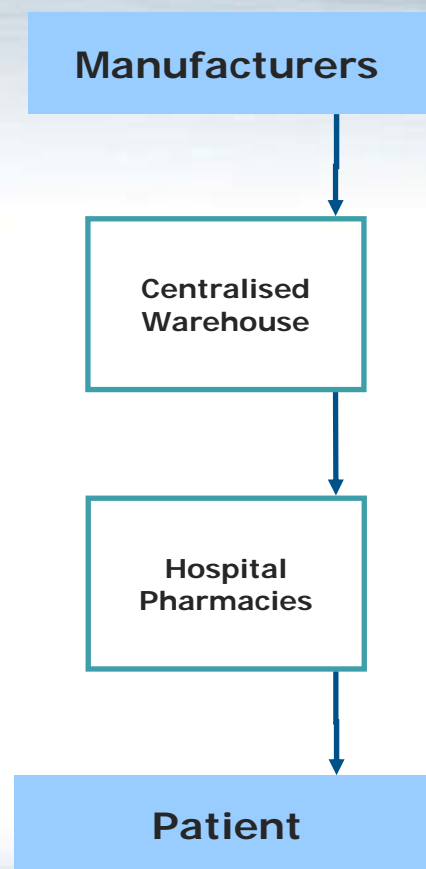 Manufacturers
Centralised
Warehouse
Hospital
Pharmacies
Patient